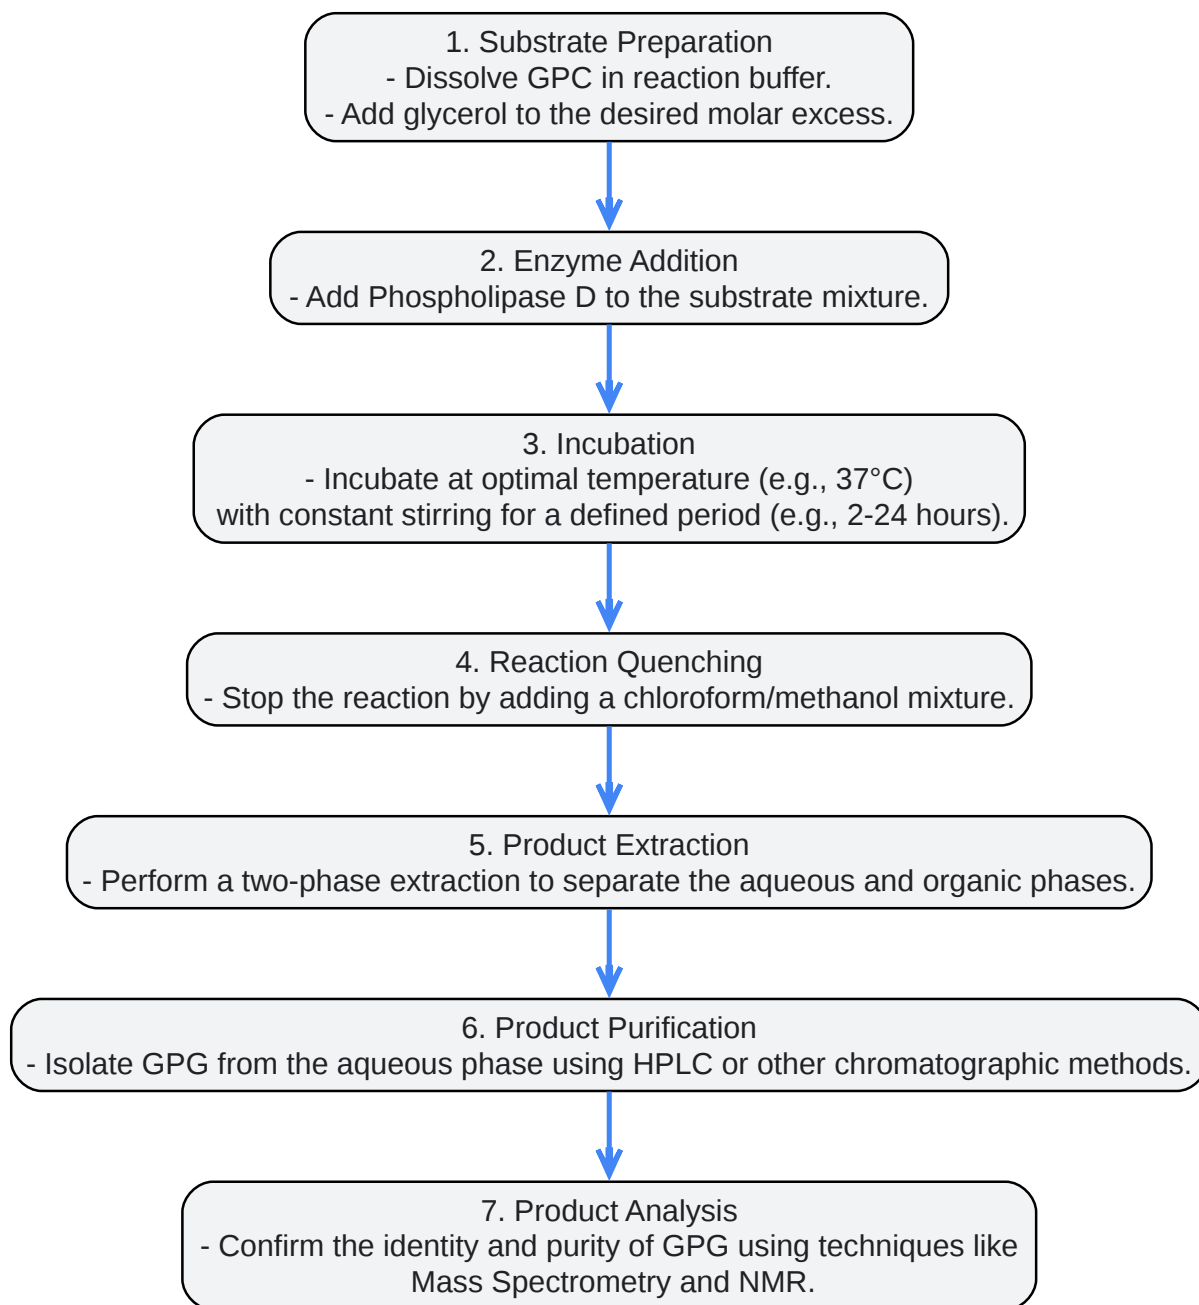 1. Substrate Preparation
- Dissolve GPC in reaction buffer.
- Add glycerol to the desired molar excess.
2. Enzyme Addition
- Add Phospholipase D to the substrate mixture.
3. Incubation
- Incubate at optimal temperature (e.g., 37°C)
with constant stirring for a defined period (e.g., 2-24 hours).
4. Reaction Quenching
- Stop the reaction by adding a chloroform/methanol mixture.
5. Product Extraction
- Perform a two-phase extraction to separate the aqueous and organic phases.
6. Product Purification
- Isolate GPG from the aqueous phase using HPLC or other chromatographic methods.
7. Product Analysis
- Confirm the identity and purity of GPG using techniques like
Mass Spectrometry and NMR.